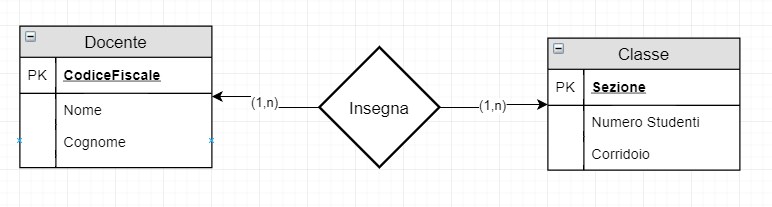 Docente
PK CodiceFiscale
Nome
Cognome
(1,n)
Insegna
(1,n)
Classe
PK Sezione
Numero Studenti
Corridoio